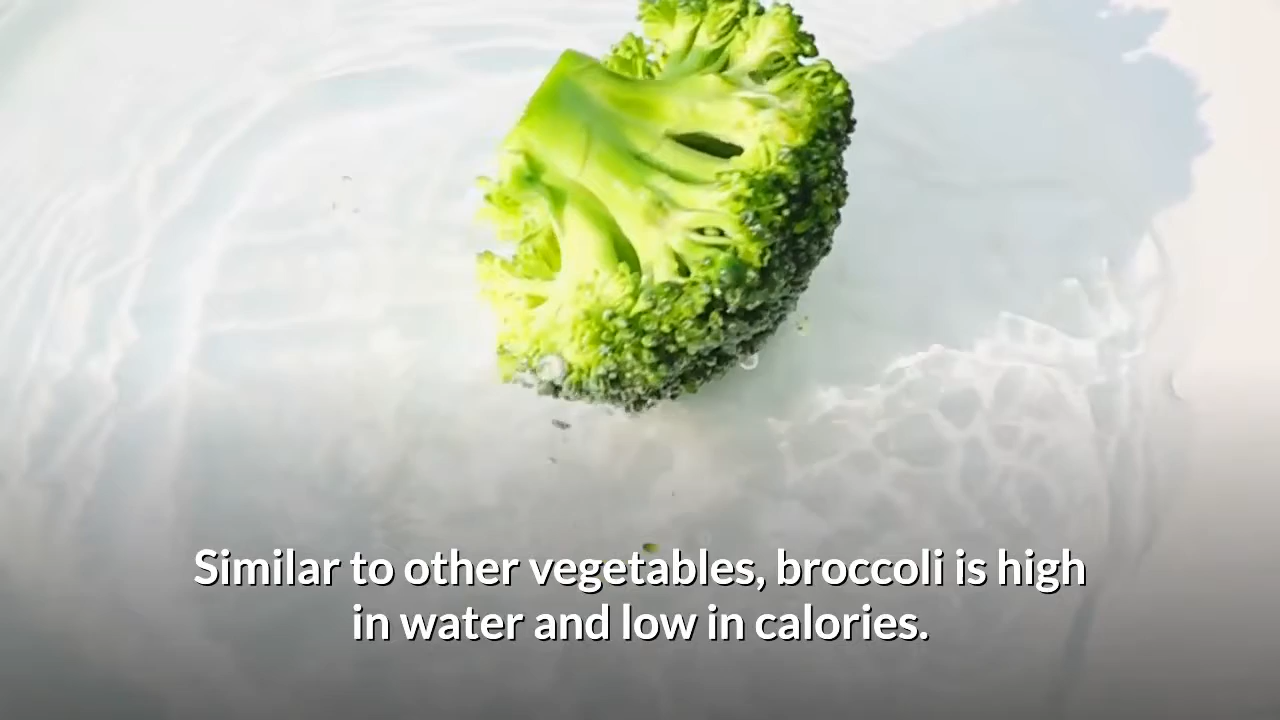 Similar to other vegetables, broccoli is high
in water and low in calories.